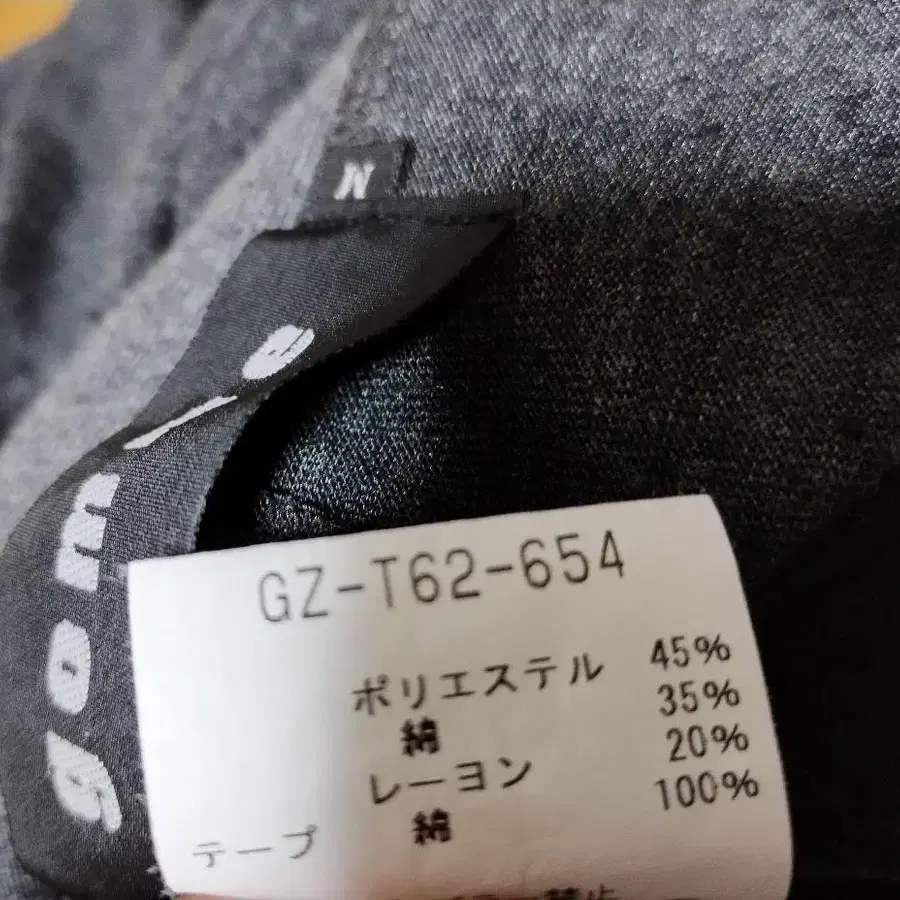 M
gomme
GZ-T62-654
ポリエステル 45%
綿 35%
レーヨン 20%
テープ 綿 100%